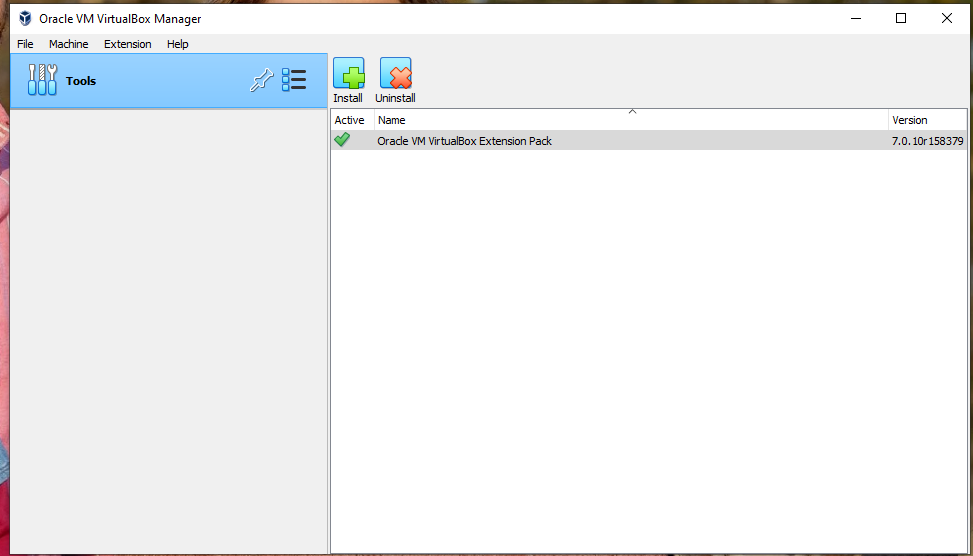 Oracle VM VirtualBox Manager
File Machine Extension Help
Tools
Install Uninstall
Active Name Version
Oracle VM VirtualBox Extension Pack 7.0.10r158379